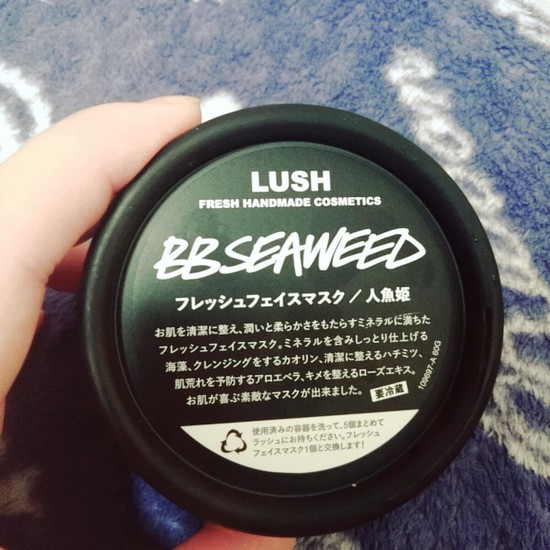 LUSH
FRESH HANDMADE COSMETICS
BB SEAWEED
フレッシュフェイスマスク / 人魚姫
お肌を清潔に整え、潤いと柔らかさをもたらすミネラルに満ちた
フレッシュフェイスマスク。ミネラルを含みしっとり仕上げる
海藻、クレンジングをするカオリン、清潔に整えるハチミツ、
肌荒れを予防するアロエベラ、キメを整えるローズエキス。
お肌が喜ぶ素敵なマスクが出来ました。 要冷蔵
109697-A 60G
使用済みの容器を洗って、5個まとめて
ラッシュにお持ちください。フレッシュ
フェイスマスク1個と交換します!